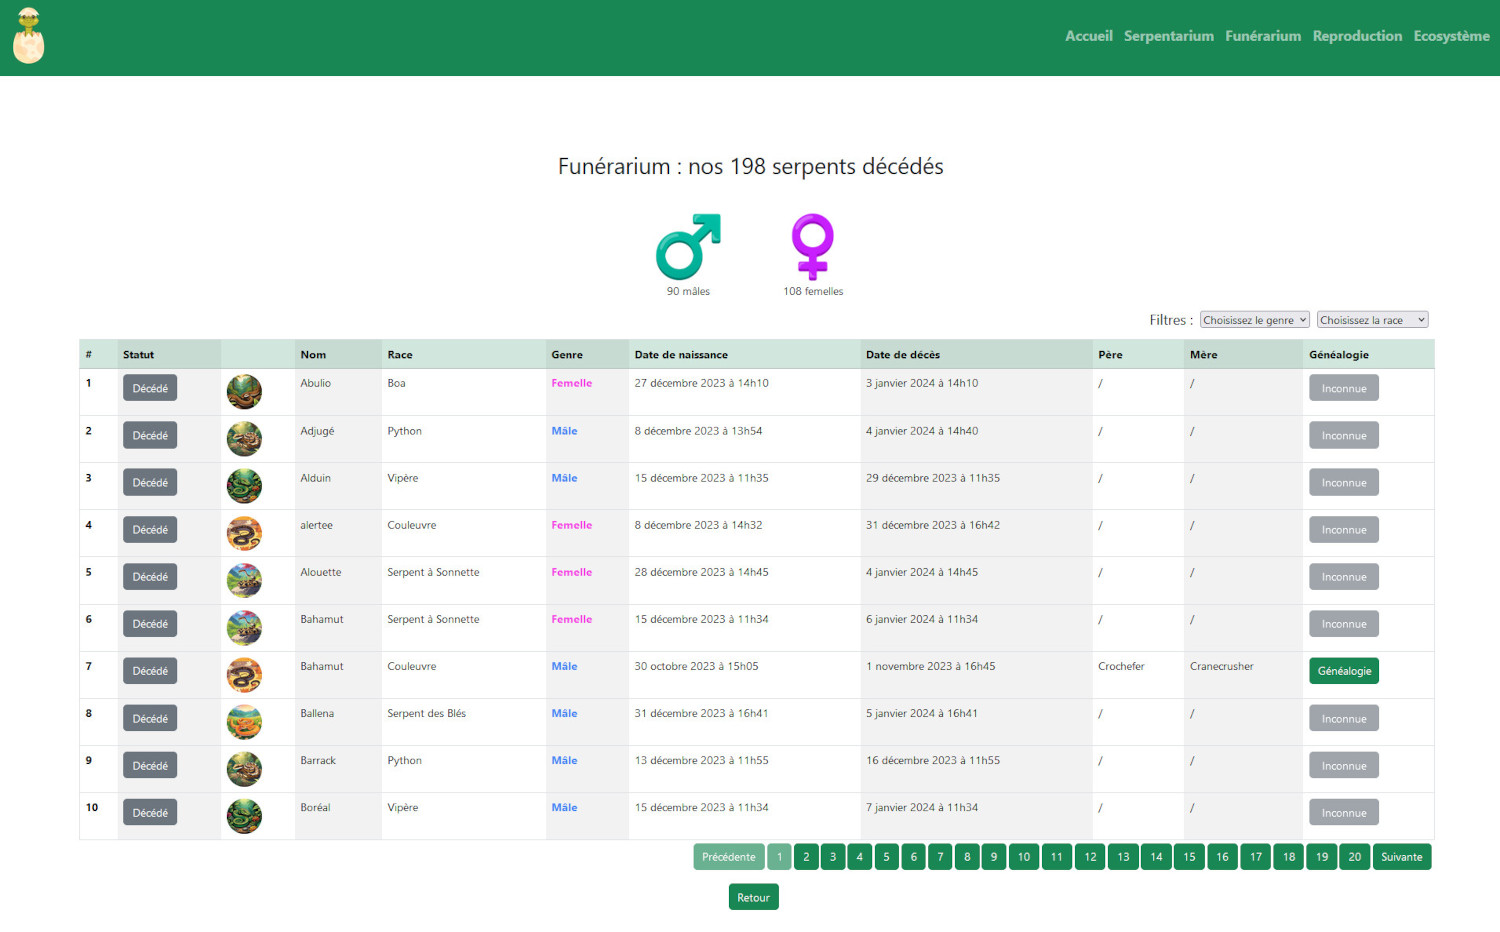 Accueil Serpentarium Funérarium Reproduction Ecosystème
Funérarium : nos 198 serpents décédés
90 mâles 108 femelles
Filtres : Choisissez le genre Choisissez la race
# Statut Nom Race Genre Date de naissance Date de décès Père Mère Généalogie
1 Décédé Abulio Boa Femelle 27 décembre 2023 à 14h10 3 janvier 2024 à 14h10 / / Inconnue
2 Décédé Adjugé Python Mâle 8 décembre 2023 à 13h54 4 janvier 2024 à 14h40 / / Inconnue
3 Décédé Alduin Vipère Mâle 15 décembre 2023 à 11h35 29 décembre 2023 à 11h35 / / Inconnue
4 Décédé alertee Couleuvre Femelle 8 décembre 2023 à 14h32 31 décembre 2023 à 16h42 / / Inconnue
5 Décédé Alouette Serpent à Sonnette Femelle 28 décembre 2023 à 14h45 4 janvier 2024 à 14h45 / / Inconnue
6 Décédé Bahamut Serpent à Sonnette Femelle 15 décembre 2023 à 11h34 6 janvier 2024 à 11h34 / / Inconnue
7 Décédé Bahamut Couleuvre Mâle 30 octobre 2023 à 15h05 1 novembre 2023 à 16h45 Crochefer Cranecrusher Généalogie
8 Décédé Ballena Serpent des Blés Mâle 31 décembre 2023 à 16h41 5 janvier 2024 à 16h41 / / Inconnue
9 Décédé Barrack Python Mâle 13 décembre 2023 à 11h55 16 décembre 2023 à 11h55 / / Inconnue
10 Décédé Boréal Vipère Mâle 15 décembre 2023 à 11h34 7 janvier 2024 à 11h34 / / Inconnue
Précédente 1 2 3 4 5 6 7 8 9 10 11 12 13 14 15 16 17 18 19 20 Suivante
Retour